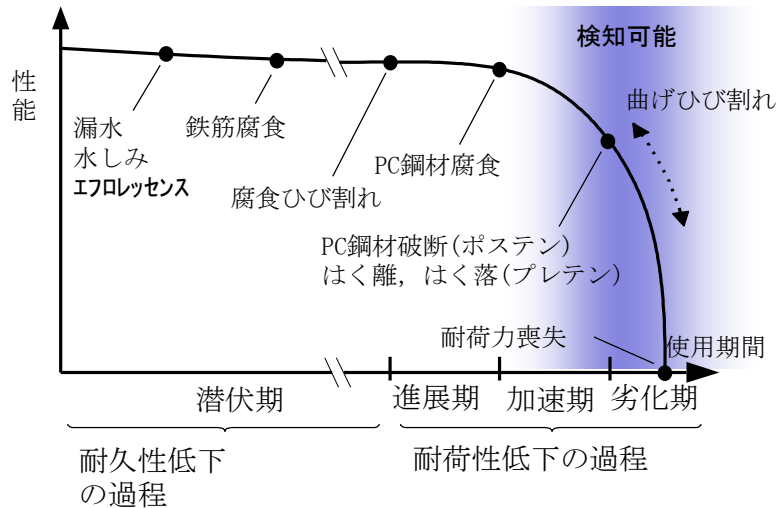 検知可能
性
能
曲げひび割れ
漏水
水しみ
エフロレッセンス
鉄筋腐食
腐食ひび割れ
PC鋼材腐食
PC鋼材破断(ポステン)
はく離，はく落(プレテン)
耐荷力喪失
使用期間
潜伏期
進展期
加速期
劣化期
耐久性低下
の過程
耐荷性低下の過程